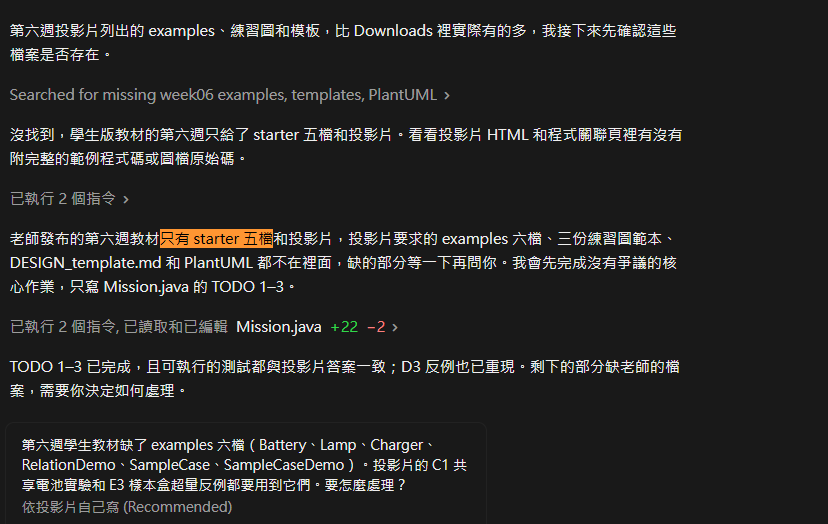 第六週投影片列出的 examples、練習圖和模板，比 Downloads 裡實際有的多，我接下來先確認這些
檔案是否存在。
Searched for missing week06 examples, templates, PlantUML ›
沒找到，學生版教材的第六週只給了 starter 五檔和投影片。看看投影片 HTML 和程式關聯頁裡有沒有
附完整的範例程式碼或圖檔原始碼。
已執行 2 個指令 ›
老師發布的第六週教材只有 starter 五檔和投影片，投影片要求的 examples 六檔、三份練習圖範本、
DESIGN_template.md 和 PlantUML 都不在裡面，缺的部分等一下再問你。我會先完成沒有爭議的核
心作業，只寫 Mission.java 的 TODO 1–3。
已執行 2 個指令, 已讀取和已編輯 Mission.java +22 −2 ›
TODO 1–3 已完成，且可執行的測試都與投影片答案一致；D3 反例也已重現。剩下的部分缺老師的檔
案，需要你決定如何處理。
第六週學生教材缺了 examples 六檔（Battery、Lamp、Charger、
RelationDemo、SampleCase、SampleCaseDemo）。投影片的 C1 共
享電池實驗和 E3 樣本盒超量反例都要用到它們。要怎麼處理？
依投影片自己寫 (Recommended)